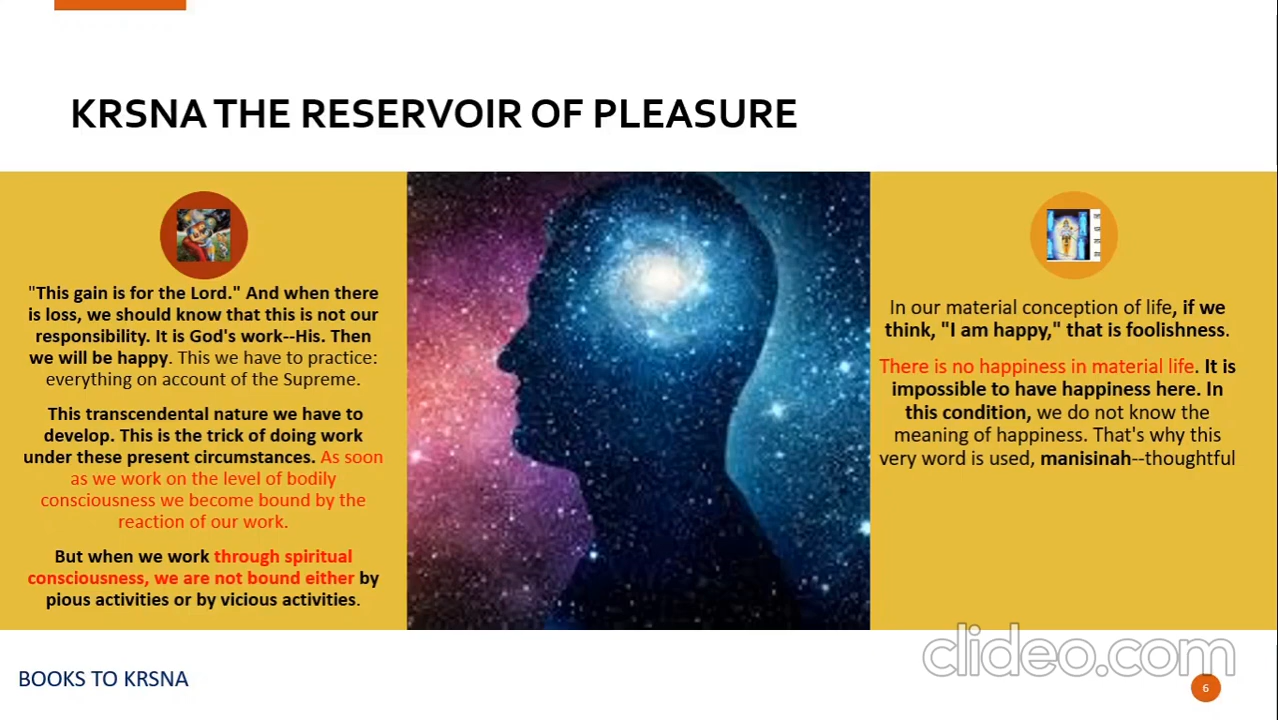 KRSNA THE RESERVOIR OF PLEASURE
"This gain is for the Lord." And when there
is loss, we should know that this is not our
responsibility. It is God's work--His. Then
we will be happy. This we have to practice:
everything on account of the Supreme.
This transcendental nature we have to
develop. This is the trick of doing work
under these present circumstances. As soon
as we work on the level of bodily
consciousness we become bound by the
reaction of our work.
But when we work through spiritual
consciousness, we are not bound either by
pious activities or by vicious activities.
In our material conception of life, if we
think, "I am happy," that is foolishness.
There is no happiness in material life. It is
impossible to have happiness here. In
this condition, we do not know the
meaning of happiness. That's why this
very word is used, manisinah--thoughtful
BOOKS TO KRSNA
clideo.com
6